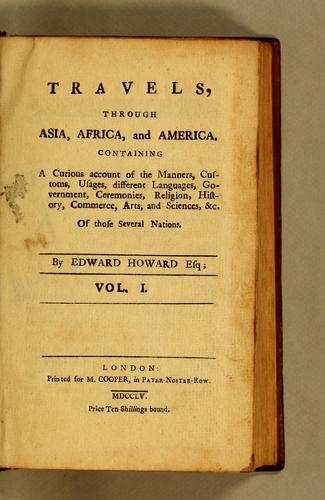 TRAVELS,
THROUGH
ASIA, AFRICA, and AMERICA.
CONTAINING
A Curious account of the Manners, Cuſ-
toms, Uſages, different Languages, Go-
vernment, Ceremonies, Religion, Hiſt-
ory, Commerce, Arts, and Sciences, &c.
Of thoſe Several Nations.
By EDWARD HOWARD Eſq;
VOL. I.
LONDON:
Printed for M. COOPER, in PATER-NOSTER-ROW.
MDCCLV.
Price Ten Shillings bound.